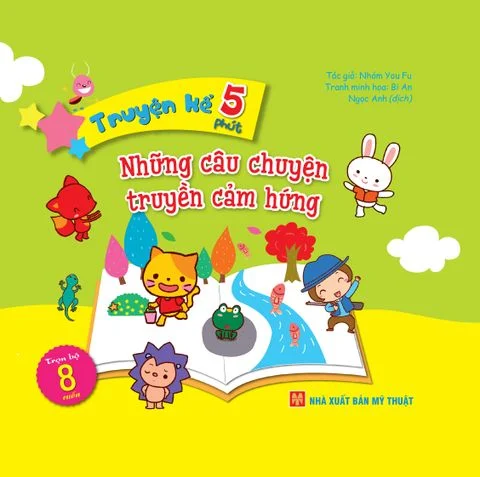 Truyện kể 5 phút
Tác giả: Nhóm You Fu
Tranh minh họa: Bi An
Ngọc Anh (dịch)
Những câu chuyện
truyền cảm hứng
Trọn bộ
8
cuốn
NHÀ XUẤT BẢN MỸ THUẬT